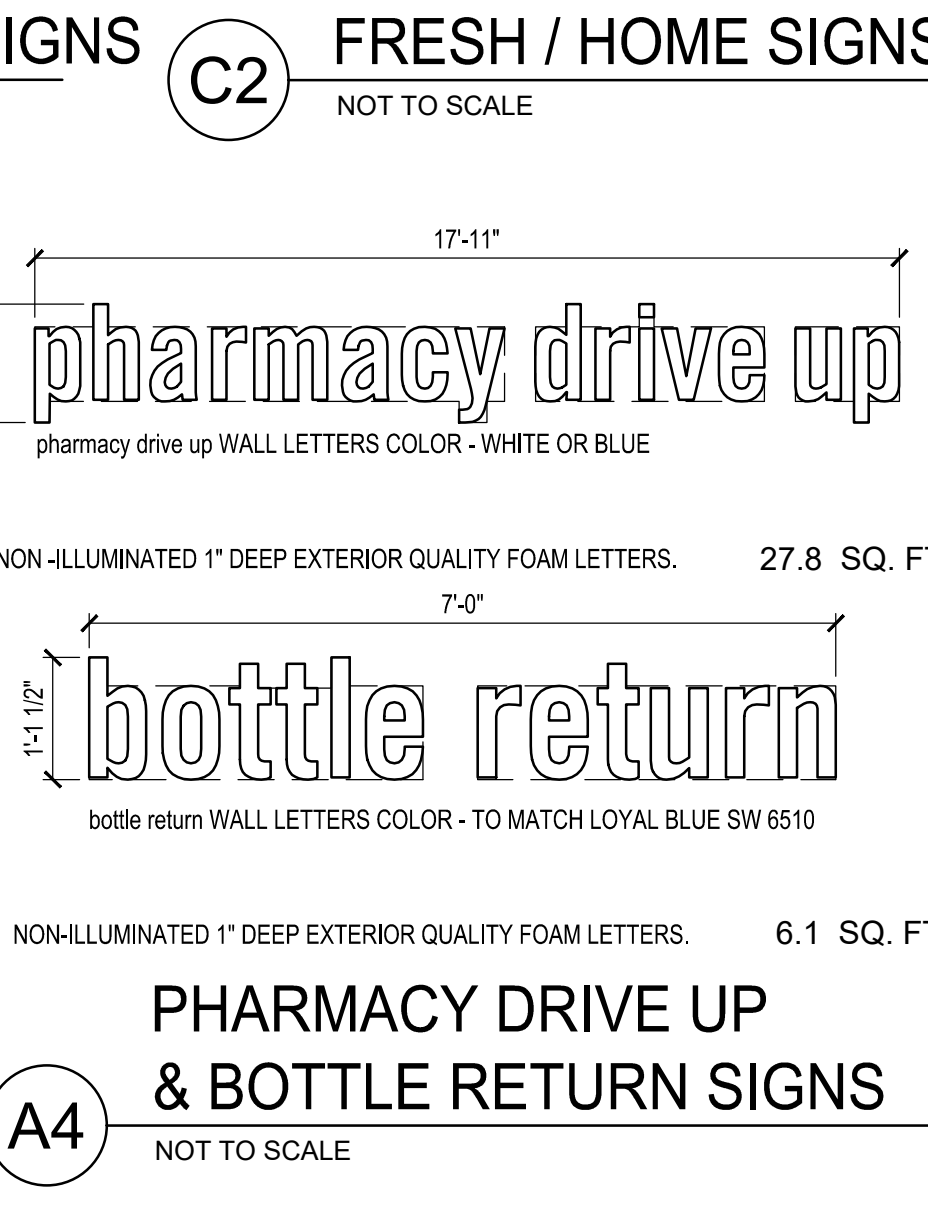 IGNS
C2
FRESH / HOME SIGNS
NOT TO SCALE
17'-11"
pharmacy drive up
pharmacy drive up WALL LETTERS COLOR - WHITE OR BLUE
NON -ILLUMINATED 1" DEEP EXTERIOR QUALITY FOAM LETTERS.
27.8 SQ. FT
7'-0"
1'-1 1/2"
bottle return
bottle return WALL LETTERS COLOR - TO MATCH LOYAL BLUE SW 6510
NON-ILLUMINATED 1" DEEP EXTERIOR QUALITY FOAM LETTERS.
6.1 SQ. FT
PHARMACY DRIVE UP
& BOTTLE RETURN SIGNS
A4
NOT TO SCALE